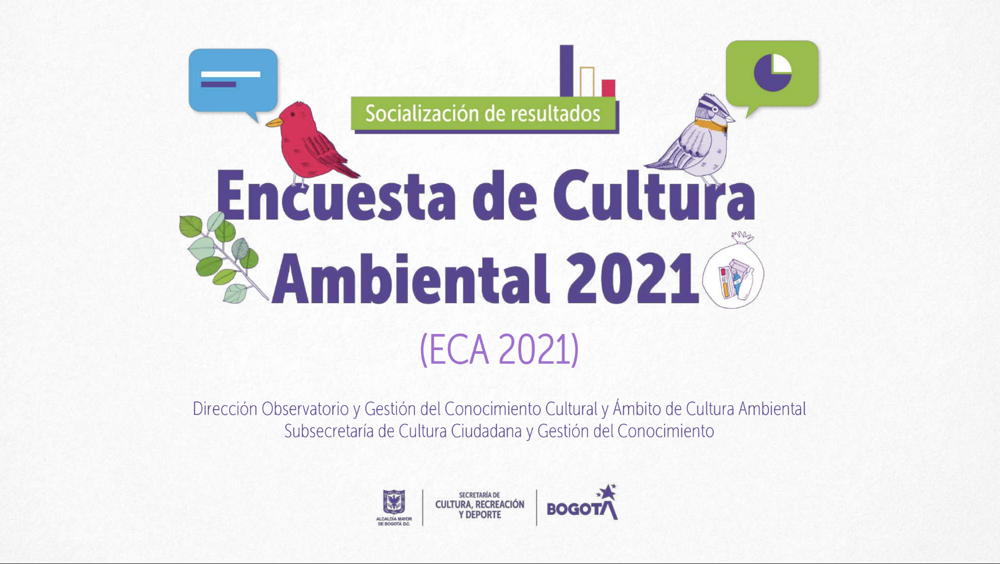 Socialización de resultados
Encuesta de Cultura
Ambiental 2021
(ECA 2021)
Dirección Observatorio y Gestión del Conocimiento Cultural y Ámbito de Cultura Ambiental
Subsecretaría de Cultura Ciudadana y Gestión del Conocimiento
ALCALDÍA MAYOR
DE BOGOTÁ D.C.
SECRETARÍA DE
CULTURA, RECREACIÓN
Y DEPORTE
BOGOTÁ